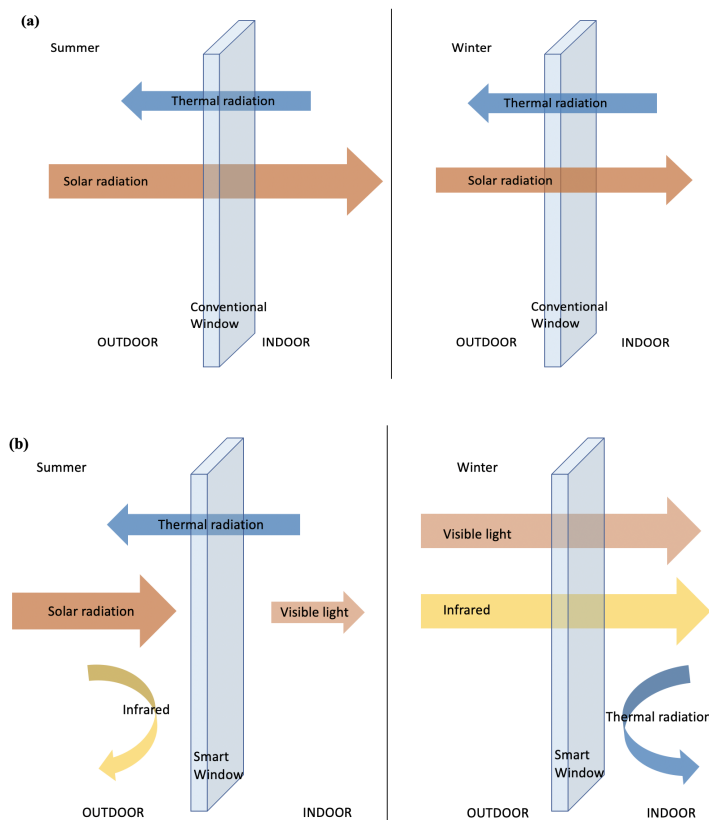 (a)
Summer
Thermal radiation
Solar radiation
Conventional
Window
OUTDOOR
INDOOR
Winter
Thermal radiation
Solar radiation
Conventional
Window
OUTDOOR
INDOOR
(b)
Summer
Thermal radiation
Solar radiation
Visible light
Infrared
Smart
Window
OUTDOOR
INDOOR
Winter
Visible light
Infrared
Thermal radiation
Smart
Window
OUTDOOR
INDOOR